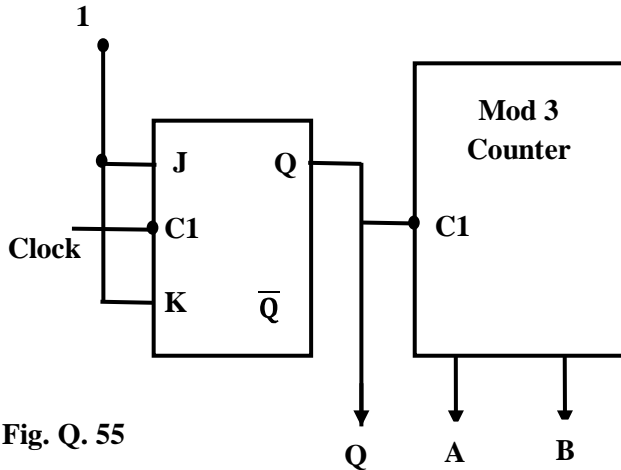 1
Mod 3
Counter
J
Q
C1
C1
Clock
K
Q̅
Fig. Q. 55
Q
A
B